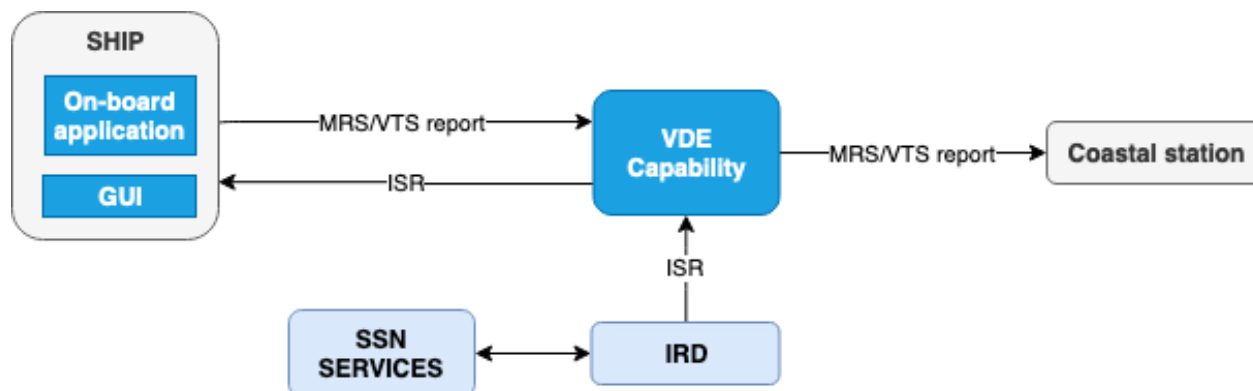 SHIP
On-board
application
GUI
MRS/VTS report
ISR
VDE
Capability
MRS/VTS report
Coastal station
ISR
SSN
SERVICES
IRD